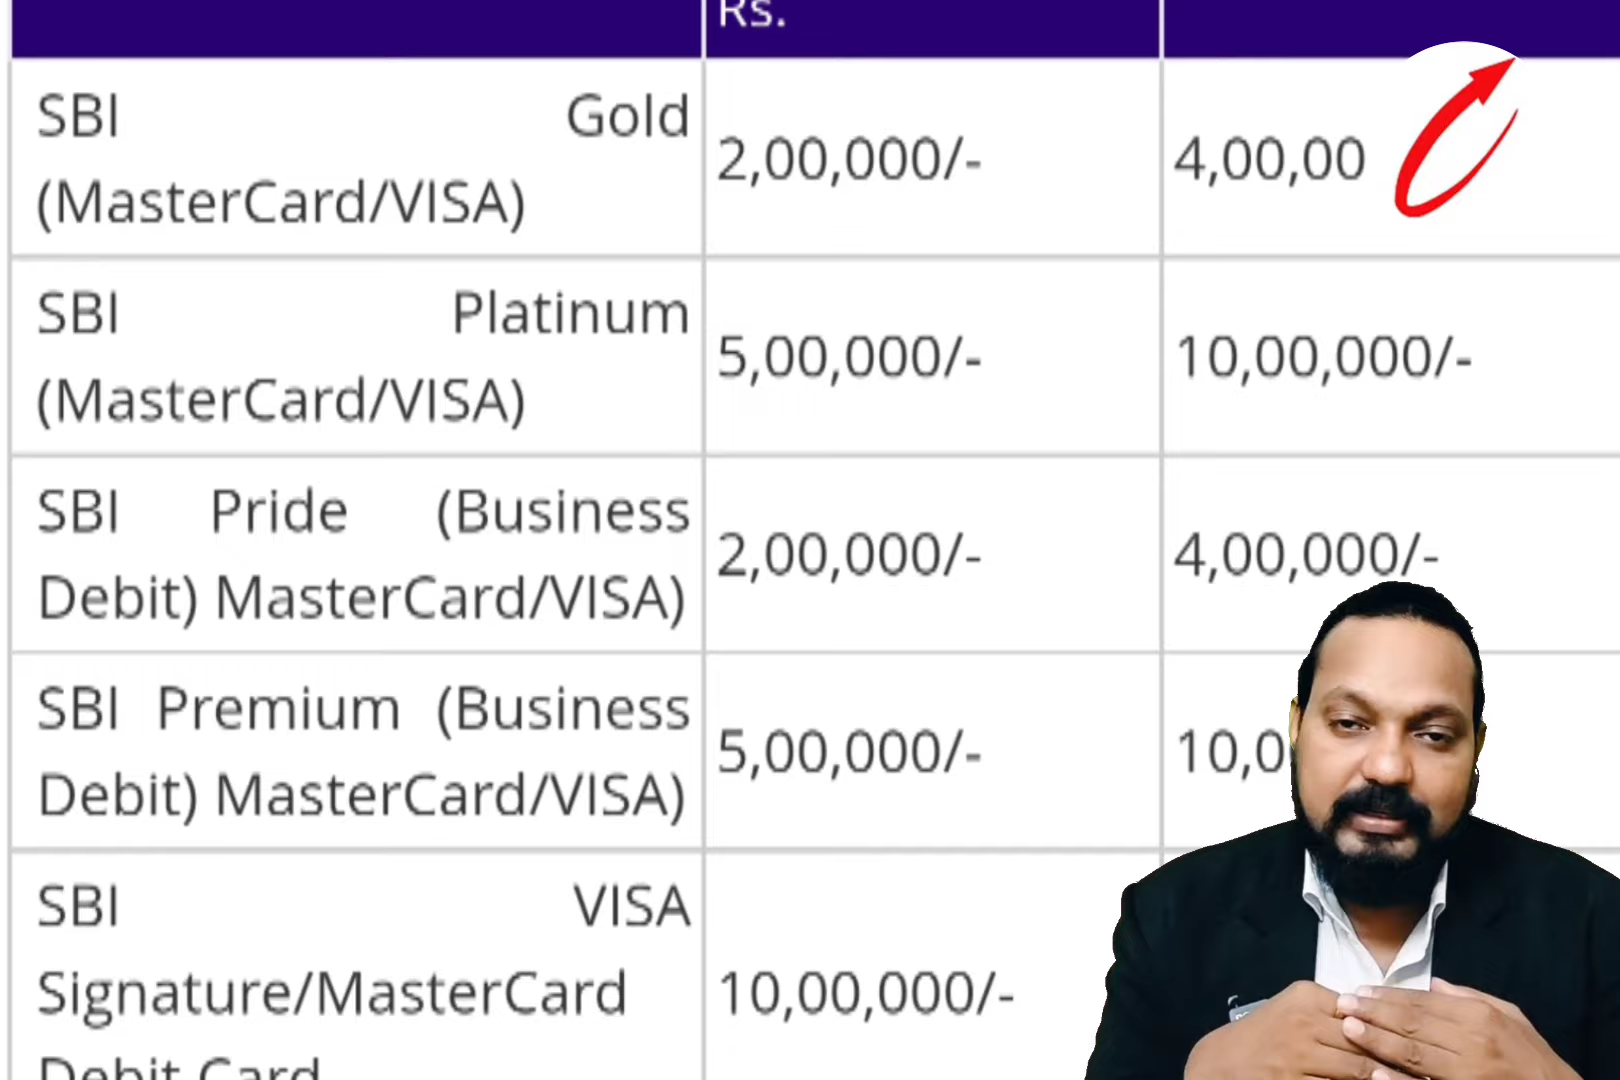 Rs.
SBI Gold
(MasterCard/VISA)
2,00,000/-
4,00,00
SBI Platinum
(MasterCard/VISA)
5,00,000/-
10,00,000/-
SBI Pride (Business
Debit) MasterCard/VISA)
2,00,000/-
4,00,000/-
SBI Premium (Business
Debit) MasterCard/VISA)
5,00,000/-
10,0
SBI VISA
Signature/MasterCard
Debit Card
10,00,000/-